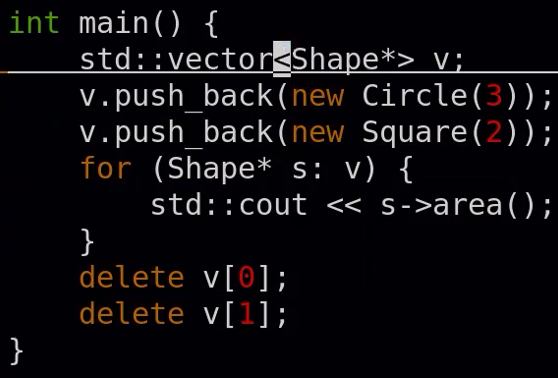 int main() {
    std::vector<Shape*> v;
    v.push_back(new Circle(3));
    v.push_back(new Square(2));
    for (Shape* s: v) {
        std::cout << s->area();
    }
    delete v[0];
    delete v[1];
}